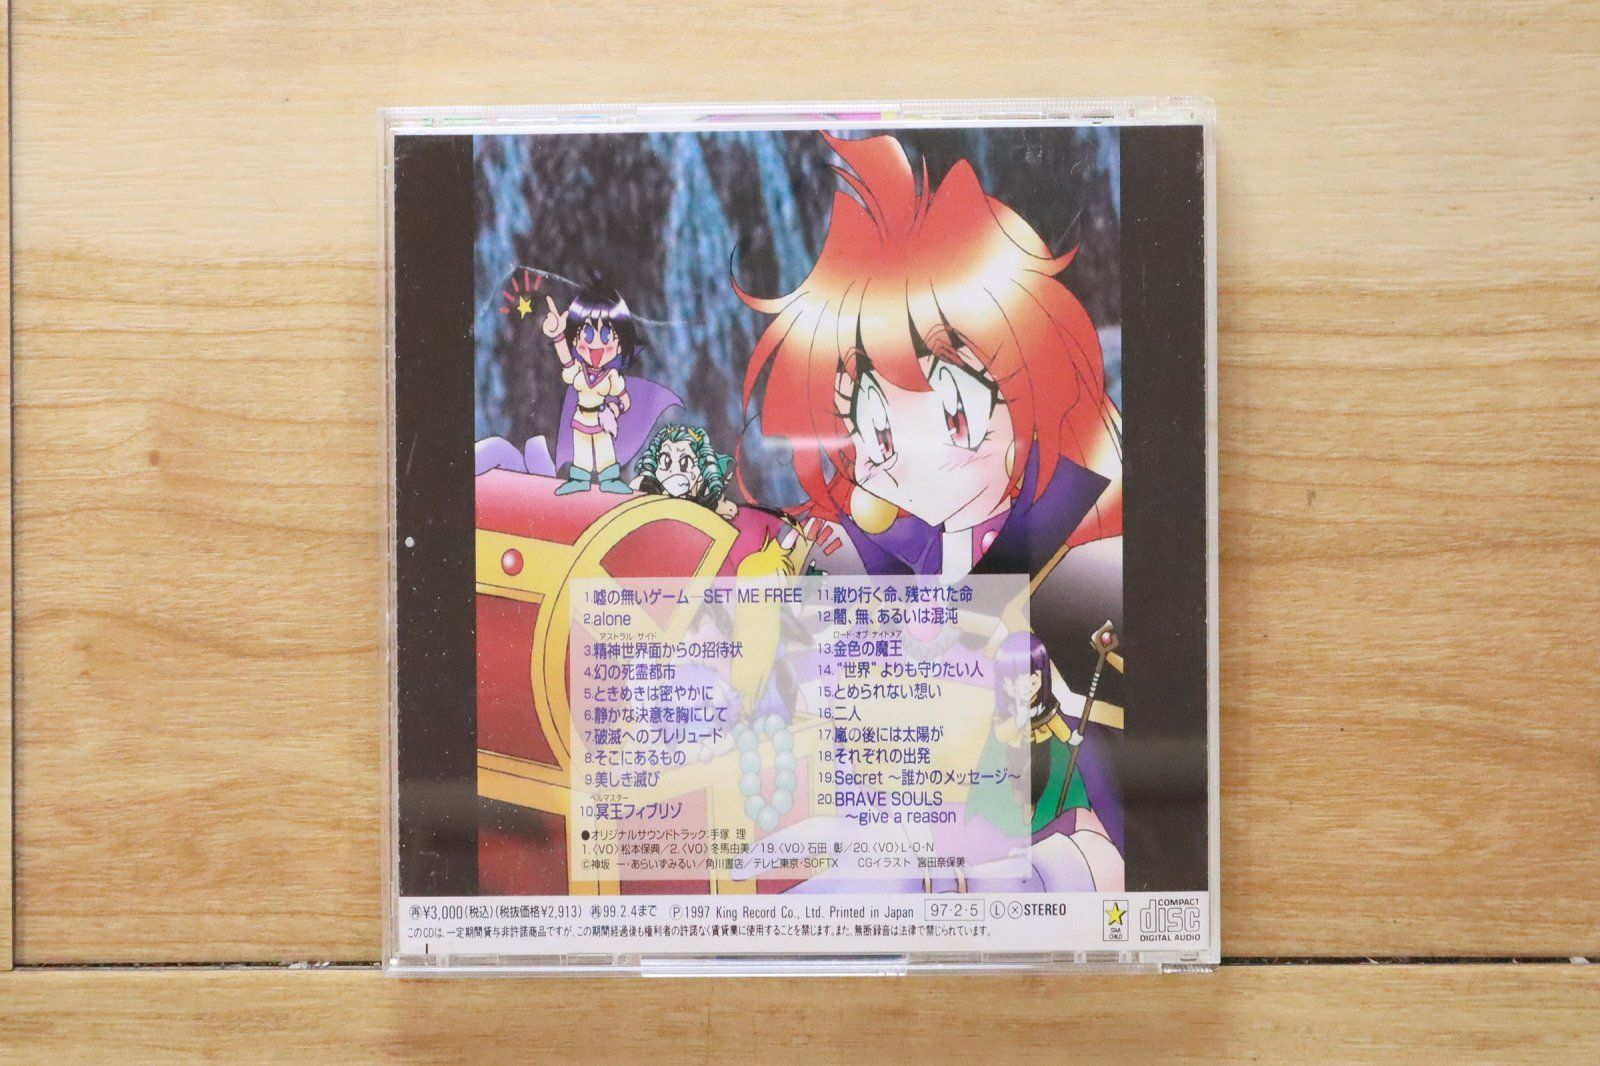 1.嘘の無いゲーム―SET ME FREE
2.alone
アストラル・サイド
3.精神世界面からの招待状
4.幻の死霊都市
5.ときめきは密やかに
6.静かな決意を胸にして
7.破滅へのプレリュード
8.そこにあるもの
9.美しき滅び
ヘルマスター
10.冥王フィブリゾ
11.散り行く命、残された命
12.闇、無、あるいは混沌
ロード・オブ・ナイトメア
13.金色の魔王
14.“世界”よりも守りたい人
15.とめられない想い
16.二人
17.嵐の後には太陽が
18.それぞれの出発
19.Secret 〜誰かのメッセージ〜
20.BRAVE SOULS
〜give a reason
●オリジナルサウンドトラック:手塚 理
1.〈VO〉松本保典／2.〈VO〉冬馬由美／19.〈VO〉石田 彰／20.〈VO〉L・O・N
©神坂 一・あらいずみるい／角川書店／テレビ東京・SOFTX CGイラスト 宮田奈保美
再¥3,000(税込)(税抜価格¥2,913) 再99.2.4まで Ⓟ1997 King Record Co., Ltd. Printed in Japan 97・2・5 Ⓛ Ⓧ STEREO
このCDは、一定期間貸与非許諾商品ですが、この期間経過後も権利者の許諾なく賃貸業に使用することを禁じます。また、無断録音は法律で禁じられています。
STAR CHILD
COMPACT
disc
DIGITAL AUDIO